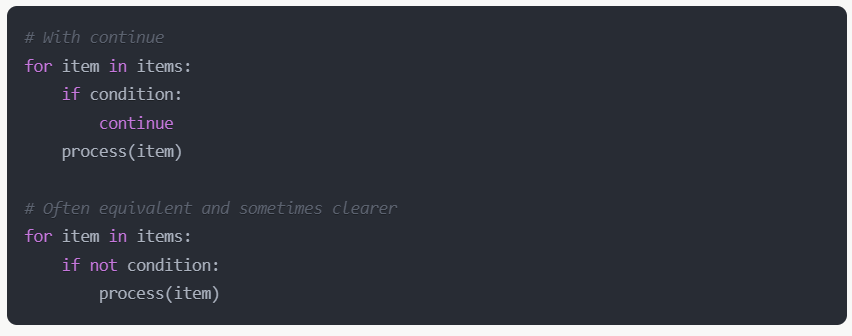 # With continue
for item in items:
    if condition:
        continue
    process(item)

# Often equivalent and sometimes clearer
for item in items:
    if not condition:
        process(item)